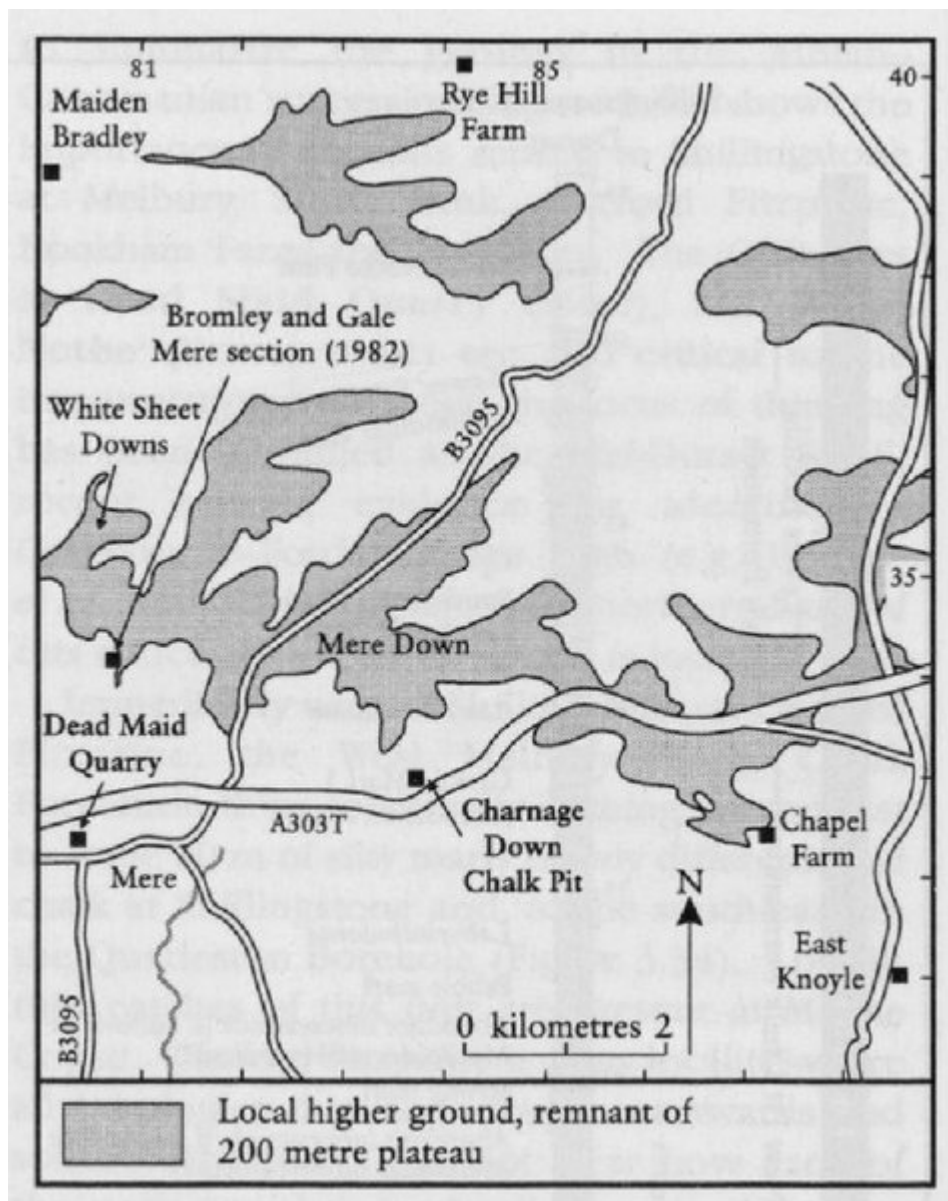 81
85
40
Maiden
Bradley
Rye Hill
Farm
Bromley and Gale
Mere section (1982)
White Sheet
Downs
B3095
35
Mere Down
Dead Maid
Quarry
A303T
Charnage
Down
Chalk Pit
Chapel
Farm
Mere
N
East
Knoyle
B3095
0 kilometres 2
Local higher ground, remnant of
200 metre plateau